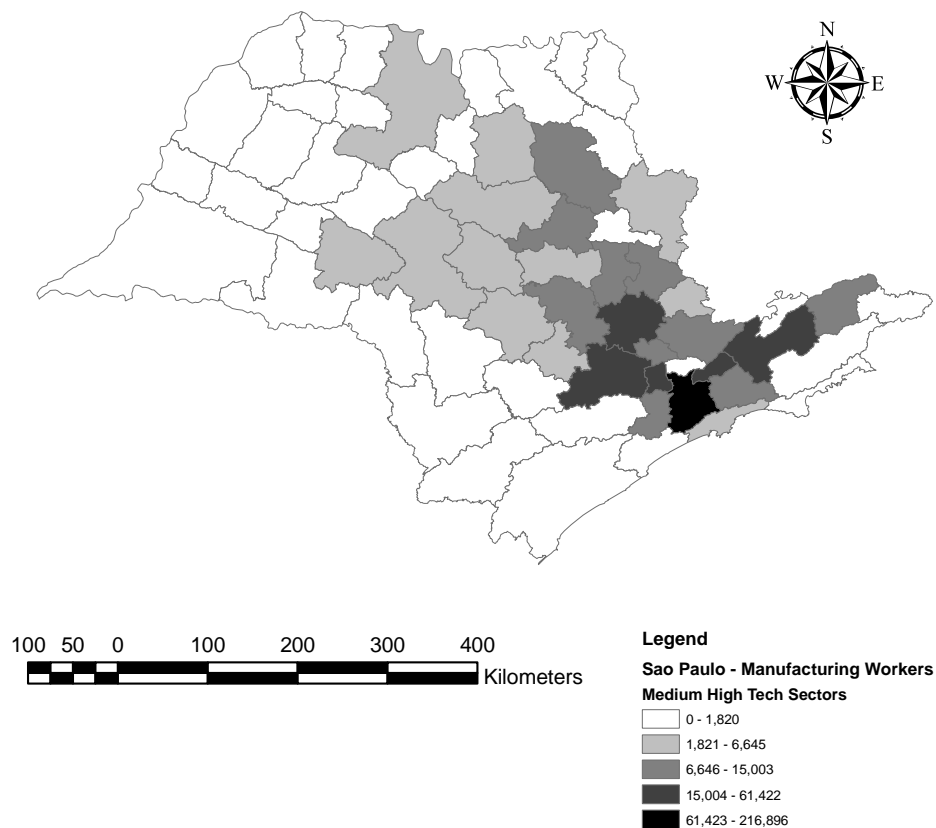 N
W E
S
100 50 0 100 200 300 400
Kilometers
Legend
Sao Paulo - Manufacturing Workers
Medium High Tech Sectors
0 - 1,820
1,821 - 6,645
6,646 - 15,003
15,004 - 61,422
61,423 - 216,896